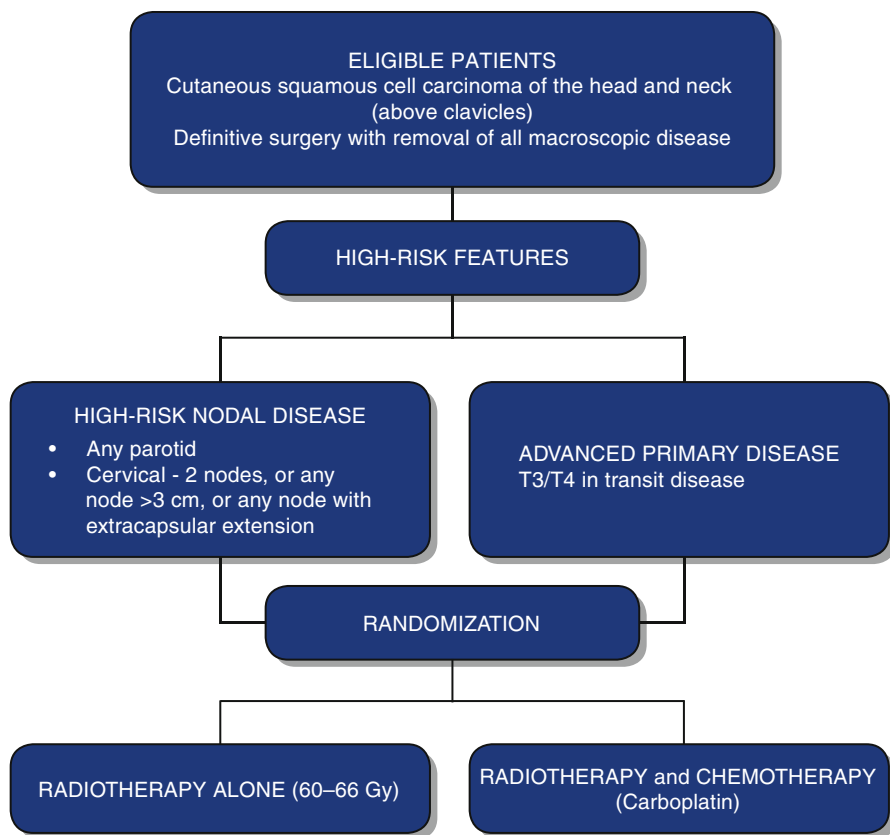 ELIGIBLE PATIENTS
Cutaneous squamous cell carcinoma of the head and neck
(above clavicles)
Definitive surgery with removal of all macroscopic disease
HIGH-RISK FEATURES
HIGH-RISK NODAL DISEASE
• Any parotid
• Cervical - 2 nodes, or any
node >3 cm, or any node with
extracapsular extension
ADVANCED PRIMARY DISEASE
T3/T4 in transit disease
RANDOMIZATION
RADIOTHERAPY ALONE (60–66 Gy)
RADIOTHERAPY and CHEMOTHERAPY
(Carboplatin)